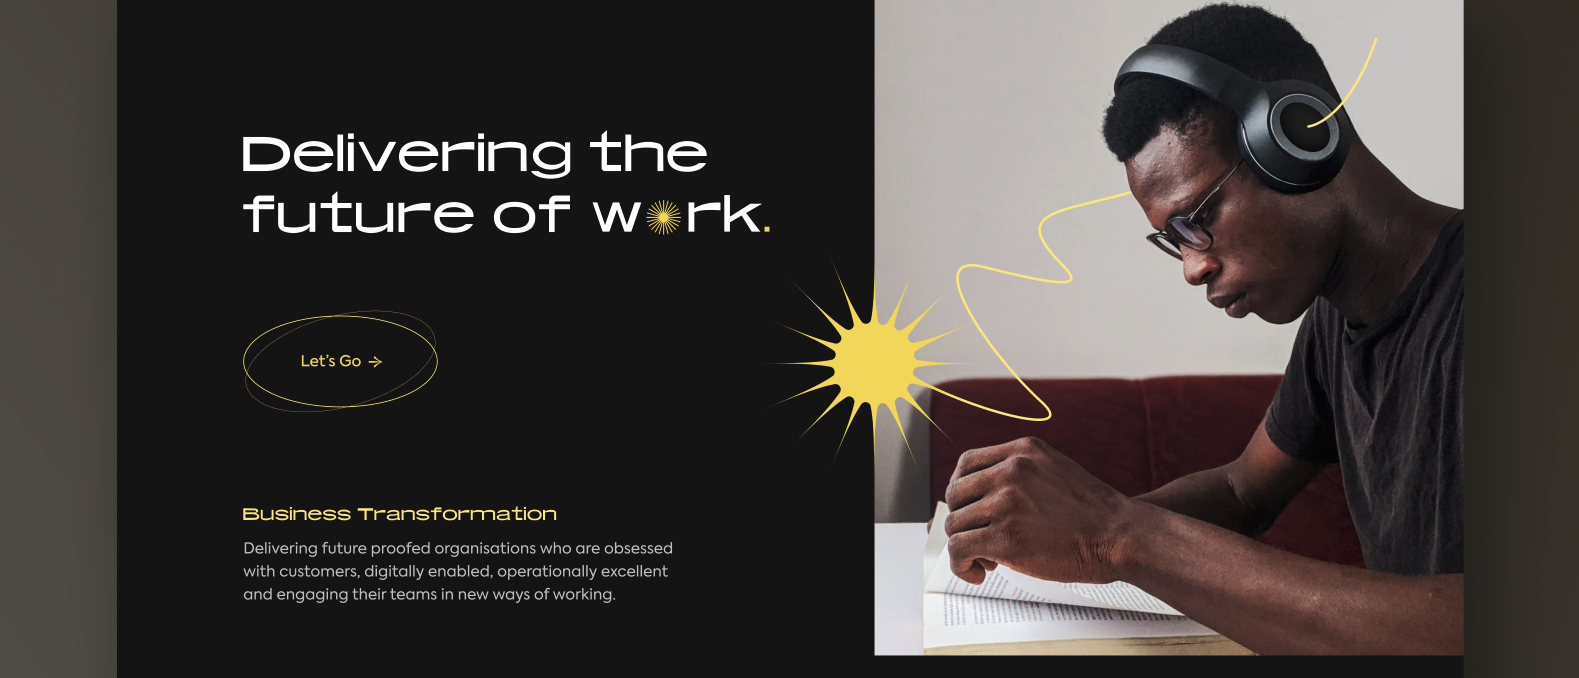 Delivering the
future of work.
Let's Go →
Business Transformation
Delivering future proofed organisations who are obsessed
with customers, digitally enabled, operationally excellent
and engaging their teams in new ways of working.